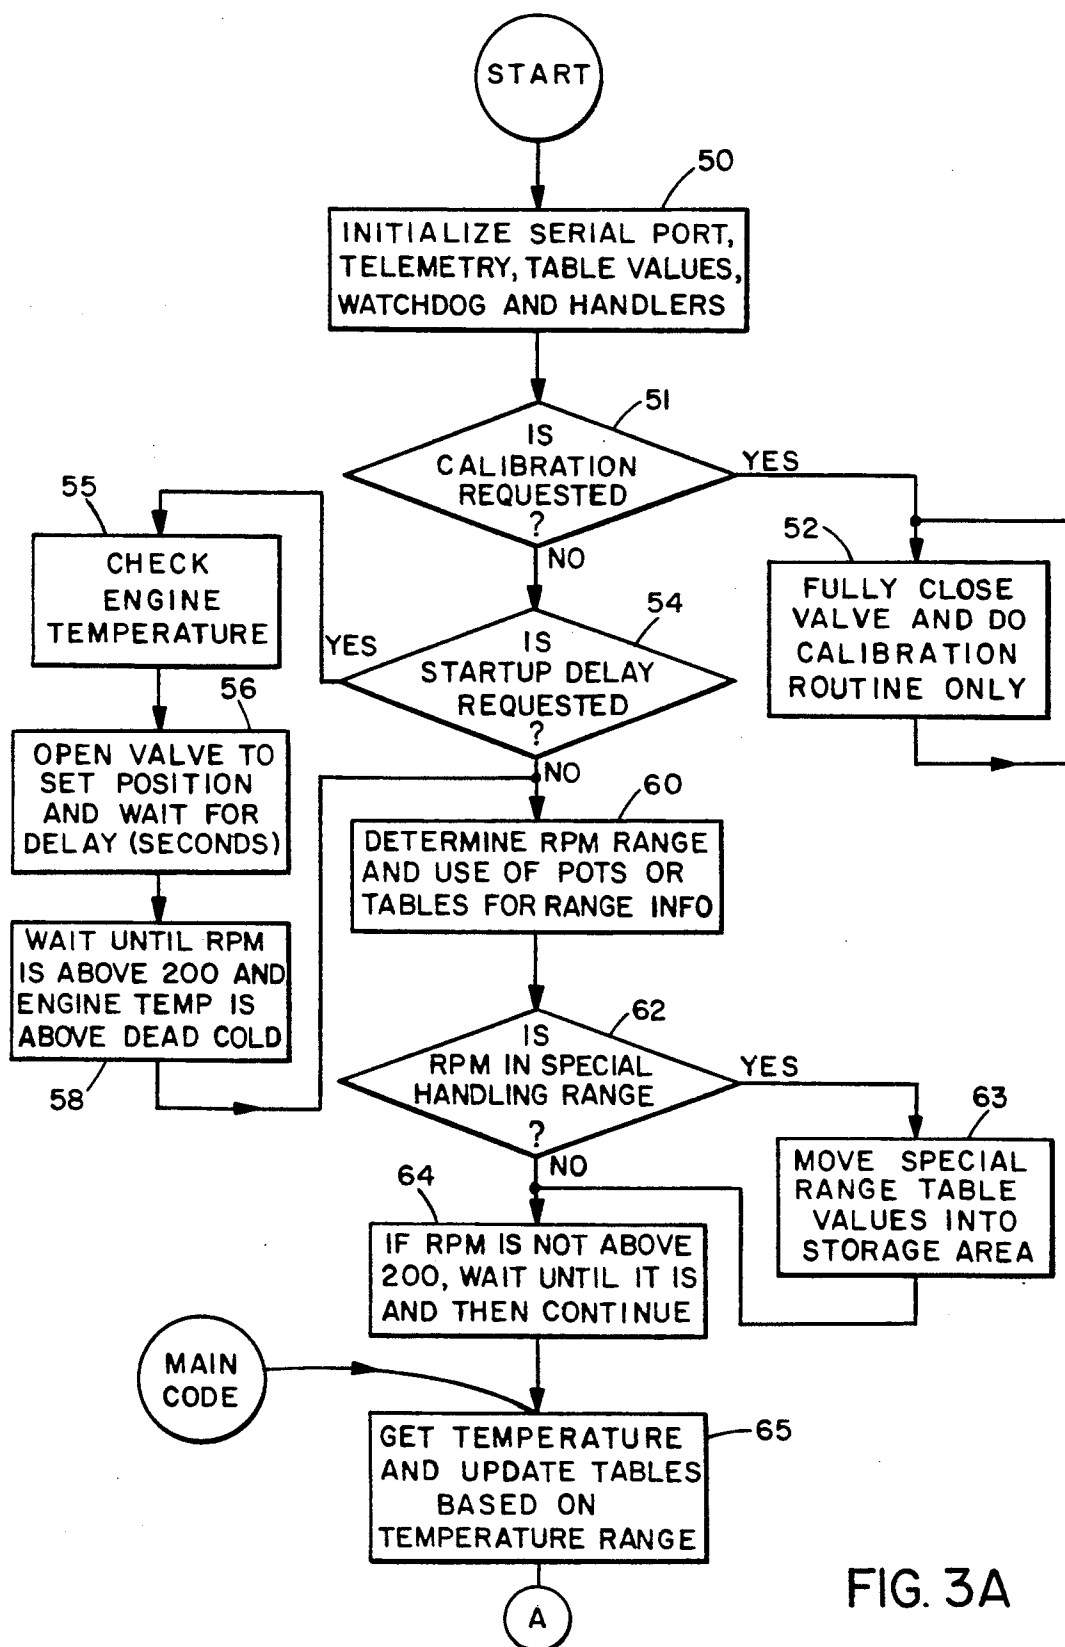 START
50
INITIALIZE SERIAL PORT,
TELEMETRY, TABLE VALUES,
WATCHDOG AND HANDLERS
51
IS
CALIBRATION
REQUESTED
?
YES
NO
52
FULLY CLOSE
VALVE AND DO
CALIBRATION
ROUTINE ONLY
54
IS
STARTUP DELAY
REQUESTED
?
YES
NO
55
CHECK
ENGINE
TEMPERATURE
56
OPEN VALVE TO
SET POSITION
AND WAIT FOR
DELAY (SECONDS)
WAIT UNTIL RPM
IS ABOVE 200 AND
ENGINE TEMP IS
ABOVE DEAD COLD
58
60
DETERMINE RPM RANGE
AND USE OF POTS OR
TABLES FOR RANGE INFO
62
IS
RPM IN SPECIAL
HANDLING RANGE
?
YES
NO
63
MOVE SPECIAL
RANGE TABLE
VALUES INTO
STORAGE AREA
64
IF RPM IS NOT ABOVE
200, WAIT UNTIL IT IS
AND THEN CONTINUE
MAIN
CODE
65
GET TEMPERATURE
AND UPDATE TABLES
BASED ON
TEMPERATURE RANGE
A
FIG. 3A